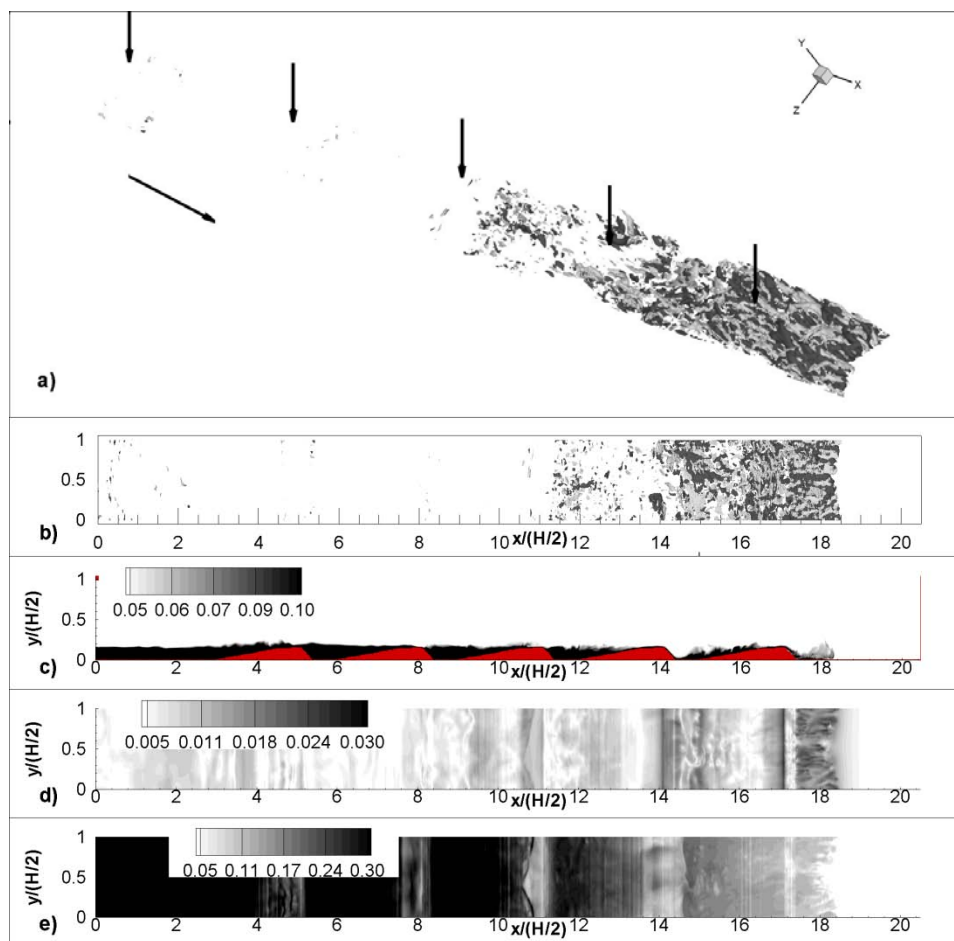 Y
X
Z
a)
1
0.5
0
b)
0 2 4 6 8 10 12 14 16 18 20
x/(H/2)
y/(H/2)
1
0.5
0
0.05 0.06 0.07 0.09 0.10
c)
0 2 4 6 8 10 12 14 16 18 20
x/(H/2)
y/(H/2)
1
0.5
0
0.005 0.011 0.018 0.024 0.030
d)
0 2 4 6 8 10 12 14 16 18 20
x/(H/2)
y/(H/2)
1
0.5
0
0.05 0.11 0.17 0.24 0.30
e)
0 2 4 6 8 10 12 14 16 18 20
x/(H/2)